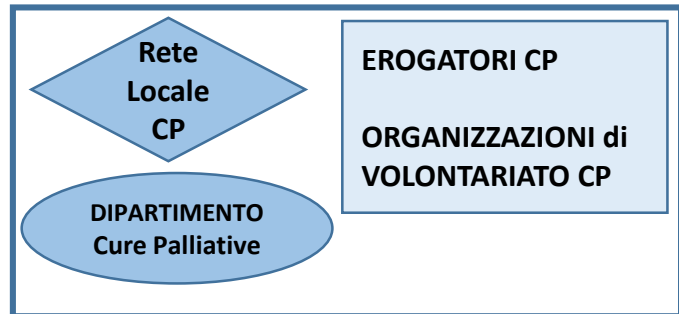 Rete
Locale
CP
DIPARTIMENTO
Cure Palliative
EROGATORI CP
ORGANIZZAZIONI di
VOLONTARIATO CP